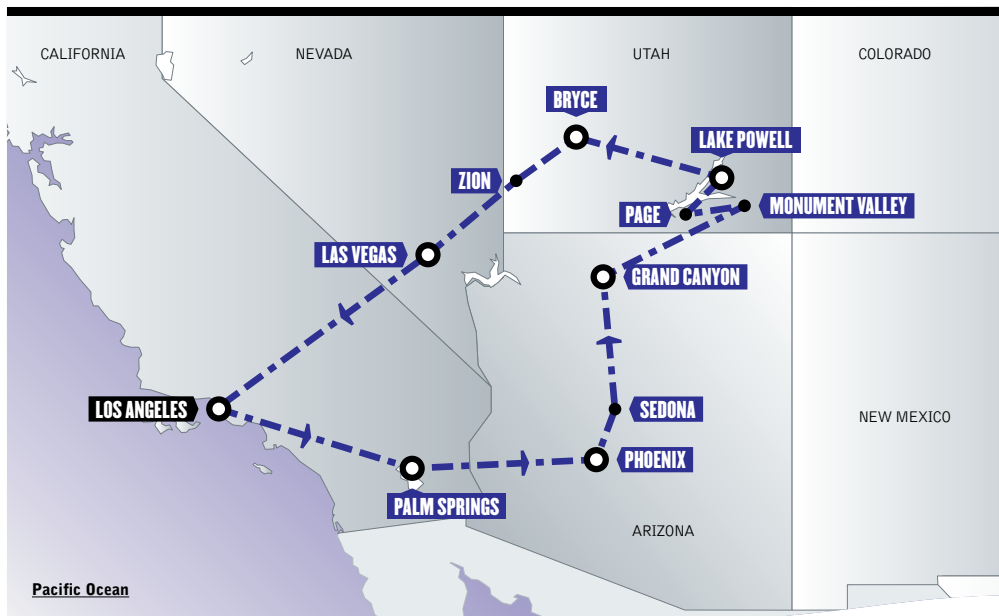 CALIFORNIA
NEVADA
UTAH
COLORADO
BRYCE
LAKE POWELL
ZION
PAGE
MONUMENT VALLEY
LAS VEGAS
GRAND CANYON
LOS ANGELES
SEDONA
NEW MEXICO
PHOENIX
PALM SPRINGS
ARIZONA
Pacific Ocean